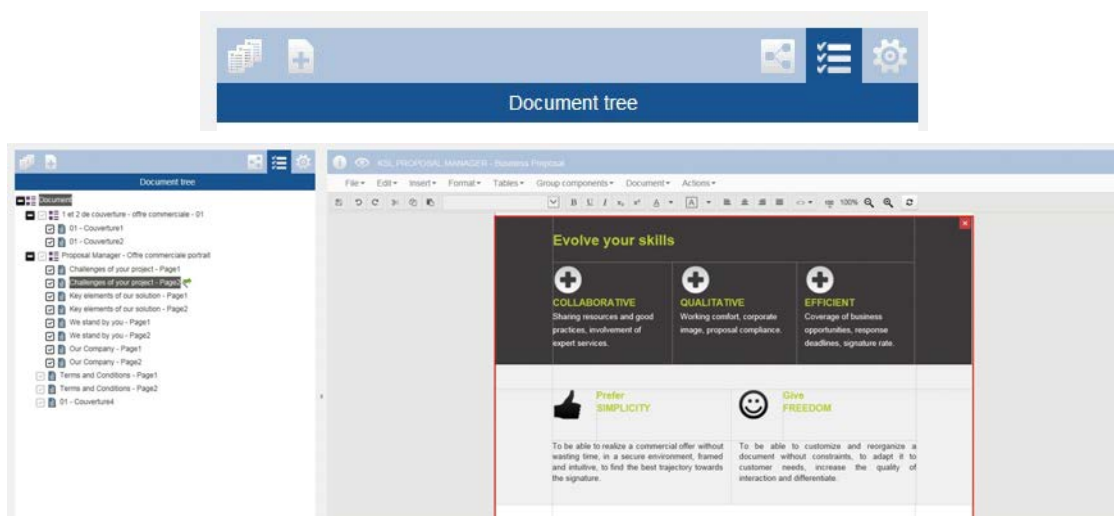 Document tree
Document tree
Document
1 et 2 de couverture - offre commerciale - 01
01 - Couverture1
01 - Couverture2
Proposal Manager - Offre commerciale portrait
Challenges of your project - Page1
Challenges of your project - Page2
Key elements of our solution - Page1
Key elements of our solution - Page2
We stand by you - Page1
We stand by you - Page2
Our Company - Page1
Our Company - Page2
Terms and Conditions - Page1
Terms and Conditions - Page2
01 - Couverture4
KSL PROPOSAL MANAGER - Business Proposal
File Edit Insert Format Tables Group components Document Actions
B U I x₂ x² A A 100%
Evolve your skills
COLLABORATIVE
Sharing resources and good
practices, involvement of
expert services.
QUALITATIVE
Working comfort, corporate
image, proposal compliance.
EFFICIENT
Coverage of business
opportunities, response
deadlines, signature rate.
Prefer
SIMPLICITY
To be able to realize a commercial offer without
wasting time, in a secure environment, framed
and intuitive, to find the best trajectory towards
the signature.
Give
FREEDOM
To be able to customize and reorganize a
document without constraints, to adapt it to
customer needs, increase the quality of
interaction and differentiate.